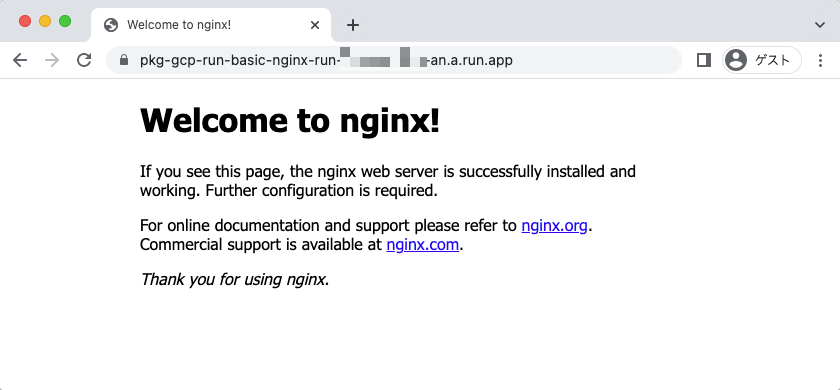 Welcome to nginx!
pkg-gcp-run-basic-nginx-run- -an.a.run.app
ゲスト
Welcome to nginx!
If you see this page, the nginx web server is successfully installed and
working. Further configuration is required.
For online documentation and support please refer to nginx.org.
Commercial support is available at nginx.com.
Thank you for using nginx.